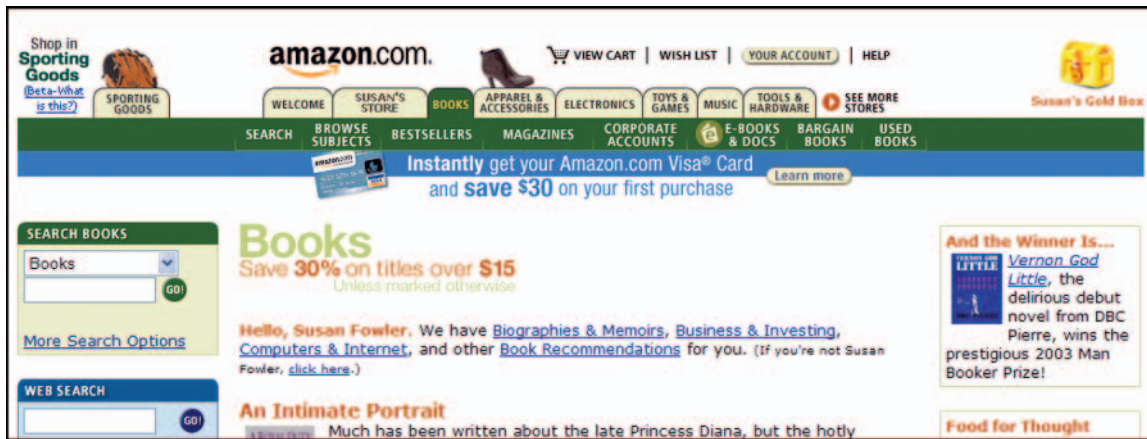 Shop in
Sporting
Goods
(Beta-What
is this?)
SPORTING
GOODS
amazon.com.
VIEW CART | WISH LIST | YOUR ACCOUNT | HELP
WELCOME
SUSAN'S
STORE
BOOKS
APPAREL &
ACCESSORIES
ELECTRONICS
TOYS &
GAMES
MUSIC
TOOLS &
HARDWARE
SEE MORE
STORES
Susan's Gold Box
SEARCH
BROWSE
SUBJECTS
BESTSELLERS
MAGAZINES
CORPORATE
ACCOUNTS
E-BOOKS
& DOCS
BARGAIN
BOOKS
USED
BOOKS
amazon.com
VISA
Instantly get your Amazon.com Visa® Card
and save $30 on your first purchase
Learn more
SEARCH BOOKS
Books
GO!
More Search Options
WEB SEARCH
GO!
Books
Save 30% on titles over $15
Unless marked otherwise
Hello, Susan Fowler. We have Biographies & Memoirs, Business & Investing,
Computers & Internet, and other Book Recommendations for you. (If you're not Susan
Fowler, click here.)
An Intimate Portrait
Much has been written about the late Princess Diana, but the hotly
And the Winner Is...
VERNON GOD
LITTLE
Vernon God
Little, the
delirious debut
novel from DBC
Pierre, wins the
prestigious 2003 Man
Booker Prize!
Food for Thought